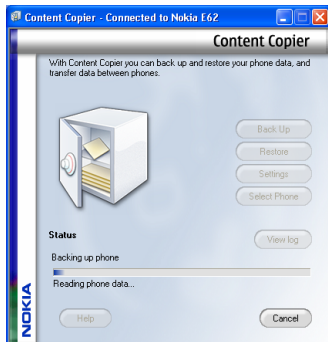 Content Copier - Connected to Nokia E62
Content Copier
With Content Copier you can back up and restore your phone data, and
transfer data between phones.
Back Up
Restore
Settings
Select Phone
Status
View log
Backing up phone
Reading phone data...
NOKIA
Help
Cancel